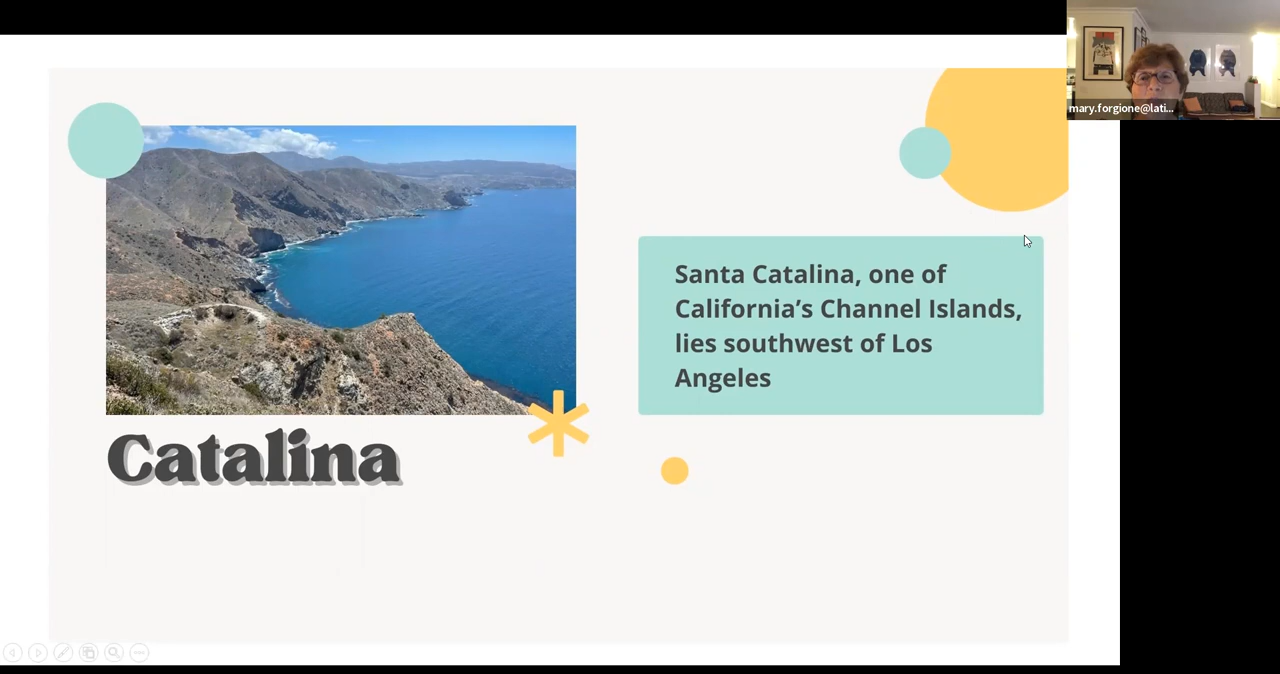 mary.forgione@lati...
Santa Catalina, one of
California’s Channel Islands,
lies southwest of Los
Angeles
Catalina